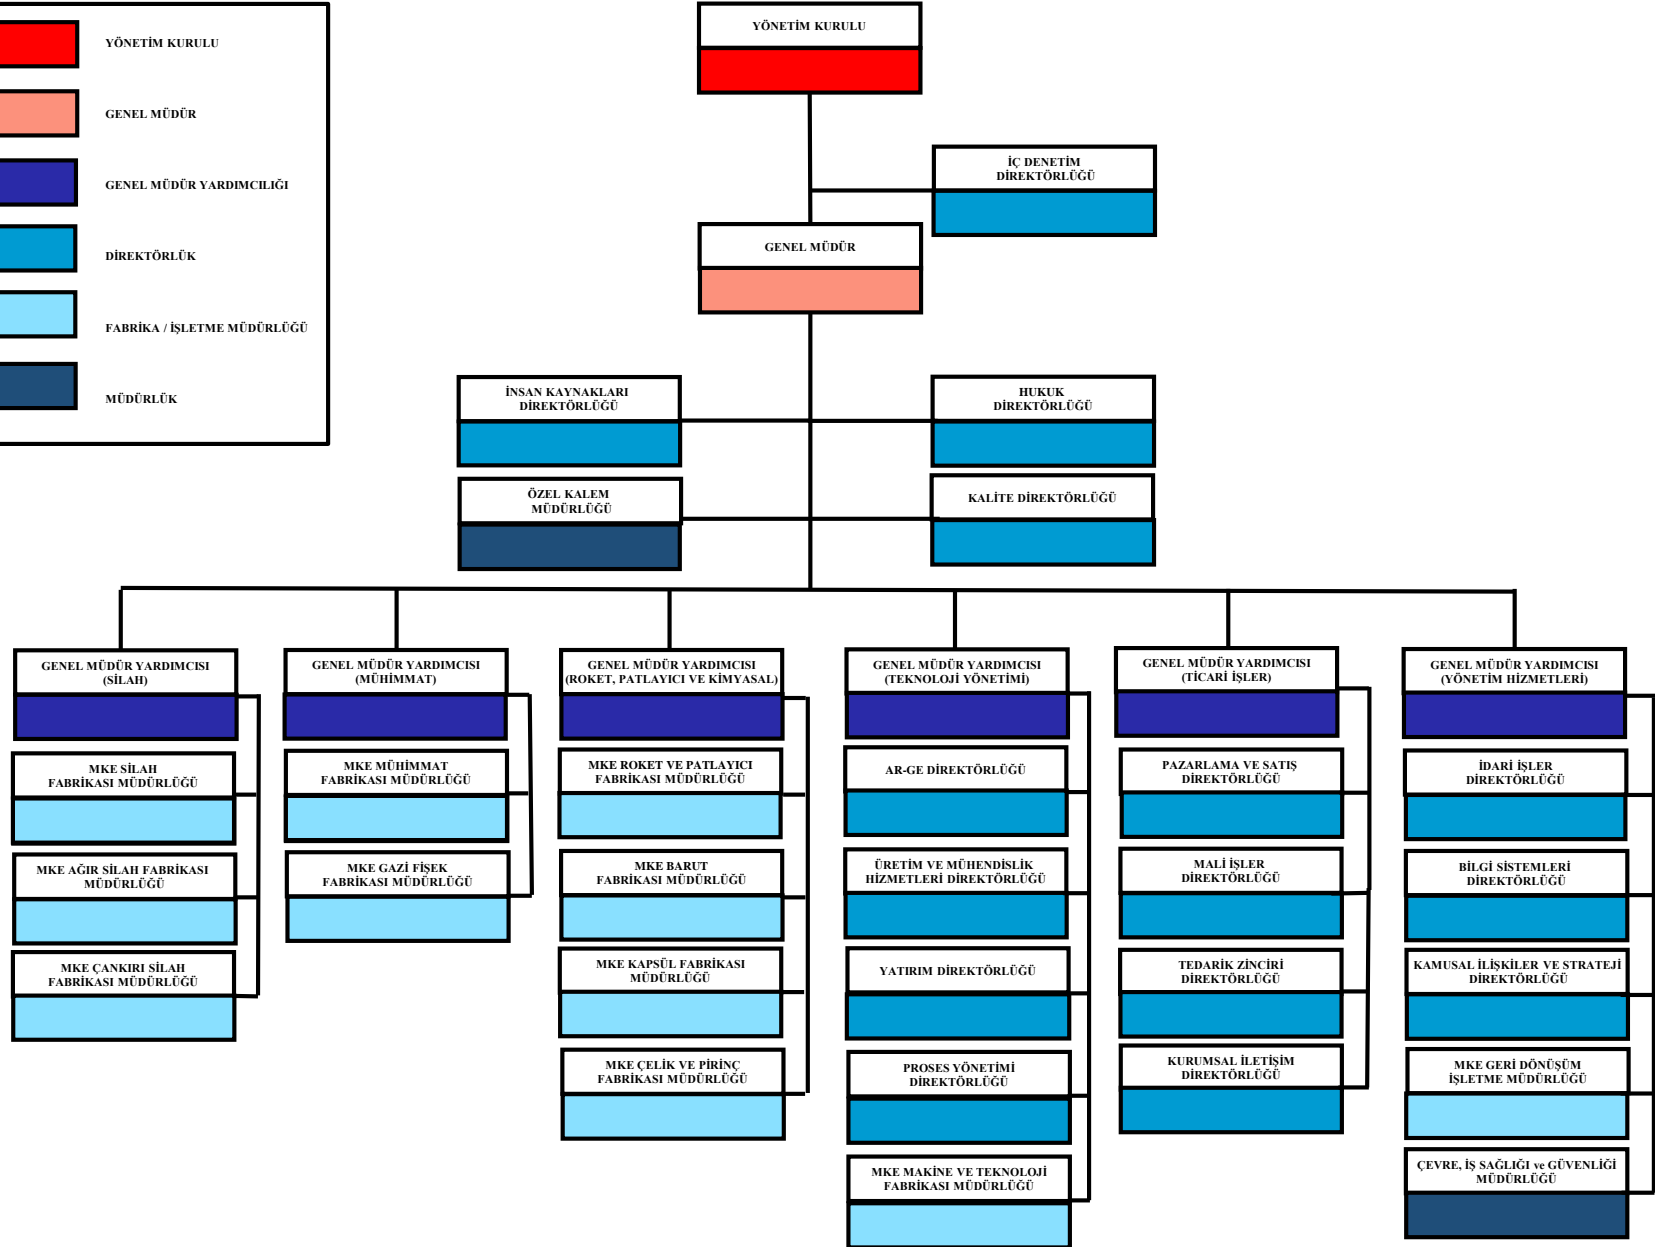 YÖNETİM KURULU
GENEL MÜDÜR
GENEL MÜDÜR YARDIMCILIĞI
DİREKTÖRLÜK
FABRİKA / İŞLETME MÜDÜRLÜĞÜ
MÜDÜRLÜK
YÖNETİM KURULU
İÇ DENETİM
DİREKTÖRLÜĞÜ
GENEL MÜDÜR
İNSAN KAYNAKLARI
DİREKTÖRLÜĞÜ
HUKUK
DİREKTÖRLÜĞÜ
ÖZEL KALEM
MÜDÜRLÜĞÜ
KALİTE DİREKTÖRLÜĞÜ
GENEL MÜDÜR YARDIMCISI
(SİLAH)
MKE SİLAH
FABRİKASI MÜDÜRLÜĞÜ
MKE AĞIR SİLAH FABRİKASI
MÜDÜRLÜĞÜ
MKE ÇANKIRI SİLAH
FABRİKASI MÜDÜRLÜĞÜ
GENEL MÜDÜR YARDIMCISI
(MÜHİMMAT)
MKE MÜHİMMAT
FABRİKASI MÜDÜRLÜĞÜ
MKE GAZİ FİŞEK
FABRİKASI MÜDÜRLÜĞÜ
GENEL MÜDÜR YARDIMCISI
(ROKET, PATLAYICI VE KİMYASAL)
MKE ROKET VE PATLAYICI
FABRİKASI MÜDÜRLÜĞÜ
MKE BARUT
FABRİKASI MÜDÜRLÜĞÜ
MKE KAPSÜL FABRİKASI
MÜDÜRLÜĞÜ
MKE ÇELİK VE PİRİNÇ
FABRİKASI MÜDÜRLÜĞÜ
GENEL MÜDÜR YARDIMCISI
(TEKNOLOJİ YÖNETİMİ)
AR-GE DİREKTÖRLÜĞÜ
ÜRETİM VE MÜHENDİSLİK
HİZMETLERİ DİREKTÖRLÜĞÜ
YATIRIM DİREKTÖRLÜĞÜ
PROSES YÖNETİMİ
DİREKTÖRLÜĞÜ
MKE MAKİNE VE TEKNOLOJİ
FABRİKASI MÜDÜRLÜĞÜ
GENEL MÜDÜR YARDIMCISI
(TİCARİ İŞLER)
PAZARLAMA VE SATIŞ
DİREKTÖRLÜĞÜ
MALİ İŞLER
DİREKTÖRLÜĞÜ
TEDARİK ZİNCİRİ
DİREKTÖRLÜĞÜ
KURUMSAL İLETİŞİM
DİREKTÖRLÜĞÜ
GENEL MÜDÜR YARDIMCISI
(YÖNETİM HİZMETLERİ)
İDARİ İŞLER
DİREKTÖRLÜĞÜ
BİLGİ SİSTEMLERİ
DİREKTÖRLÜĞÜ
KAMUSAL İLİŞKİLER VE STRATEJİ
DİREKTÖRLÜĞÜ
MKE GERİ DÖNÜŞÜM
İŞLETME MÜDÜRLÜĞÜ
ÇEVRE, İŞ SAĞLIĞI ve GÜVENLİĞİ
MÜDÜRLÜĞÜ